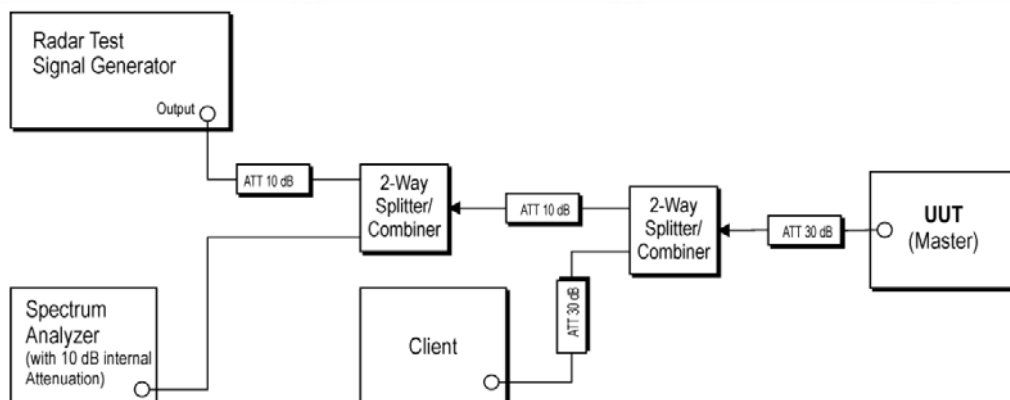 Radar Test
Signal Generator
Output
ATT 10 dB
2-Way
Splitter/
Combiner
ATT 10 dB
2-Way
Splitter/
Combiner
ATT 30 dB
UUT
(Master)
Spectrum
Analyzer
(with 10 dB internal
Attenuation)
Client
ATT 30 dB